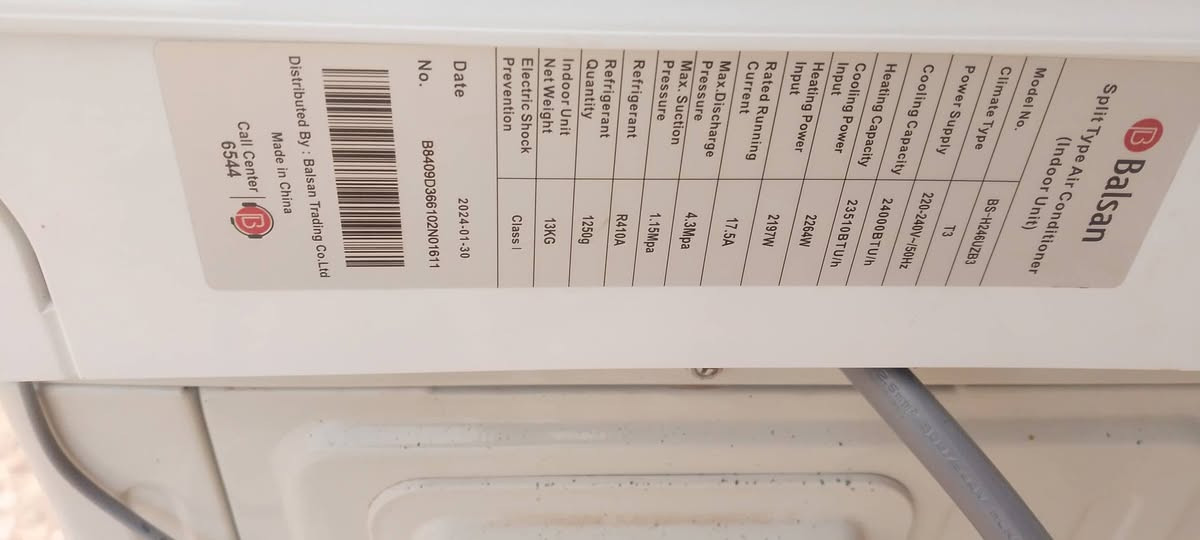 Balsan
Split Type Air Conditioner
(Indoor Unit)
Model No. BS-H246UZB3
Climate Type T3
Power Supply 220-240V~/50Hz
Cooling Capacity 24000BTU/h
Heating Capacity 23510BTU/h
Cooling Power
Input 2264W
Heating Power
Input 2197W
Rated Running
Current 17.5A
Max.Discharge
Pressure 4.3Mpa
Max. Suction
Pressure 1.15Mpa
Refrigerant R410A
Refrigerant
Quantity 1250g
Indoor Unit
Net Weight 13KG
Electric Shock
Prevention Class I
Date 2024-01-30
No. B8409D366102N01611
Distributed By : Balsan Trading Co,Ltd
Made in China
Call Center
6544